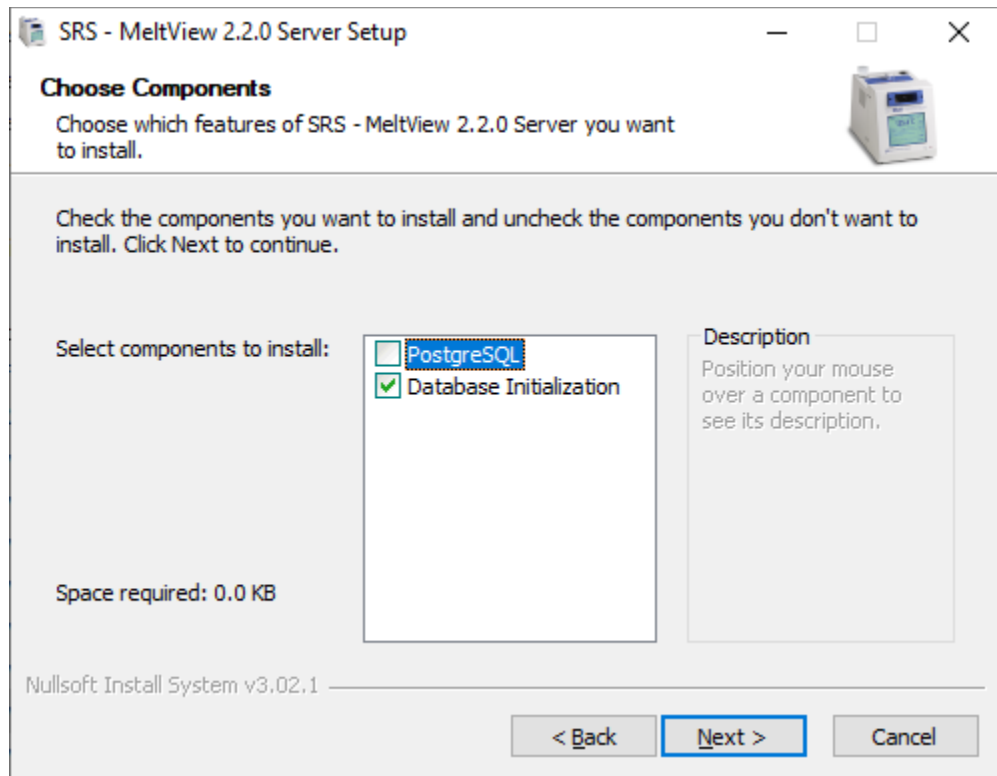 SRS - MeltView 2.2.0 Server Setup
Choose Components
Choose which features of SRS - MeltView 2.2.0 Server you want
to install.
Check the components you want to install and uncheck the components you don't want to
install. Click Next to continue.
Select components to install:
PostgreSQL
Database Initialization
Description
Position your mouse
over a component to
see its description.
Space required: 0.0 KB
Nullsoft Install System v3.02.1
< Back
Next >
Cancel